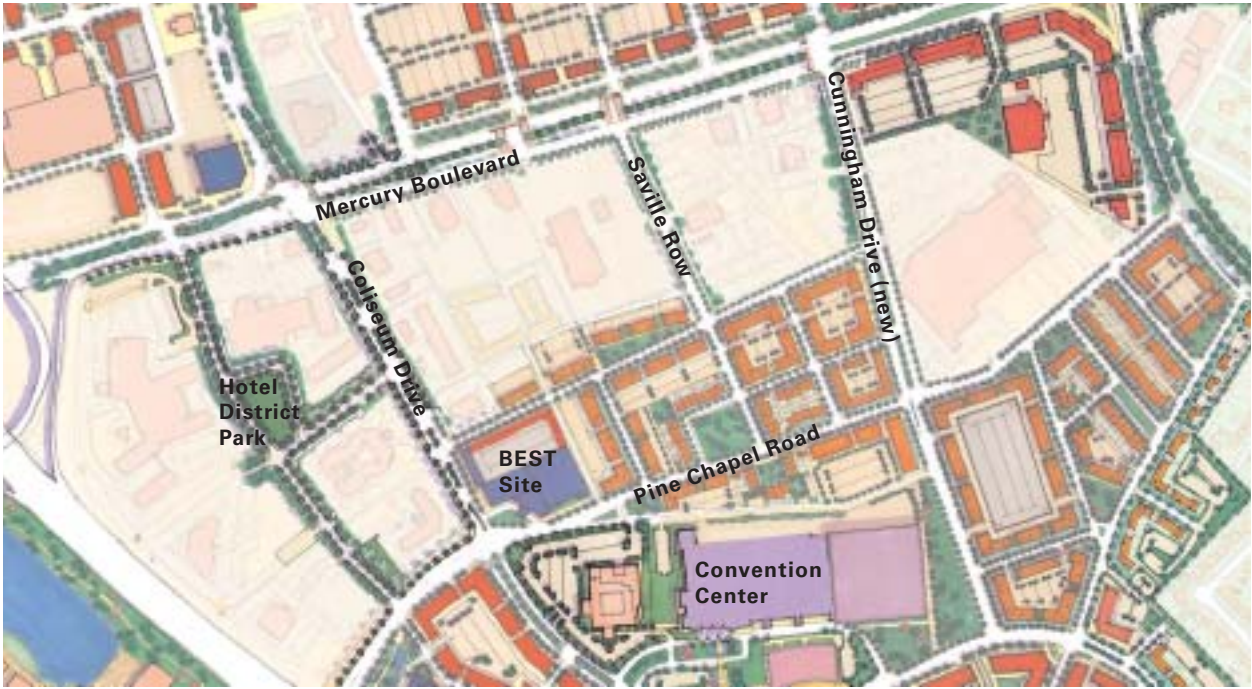 Mercury Boulevard
Saville Row
Cunningham Drive (new)
Coliseum Drive
Hotel
District
Park
BEST
Site
Pine Chapel Road
Convention
Center